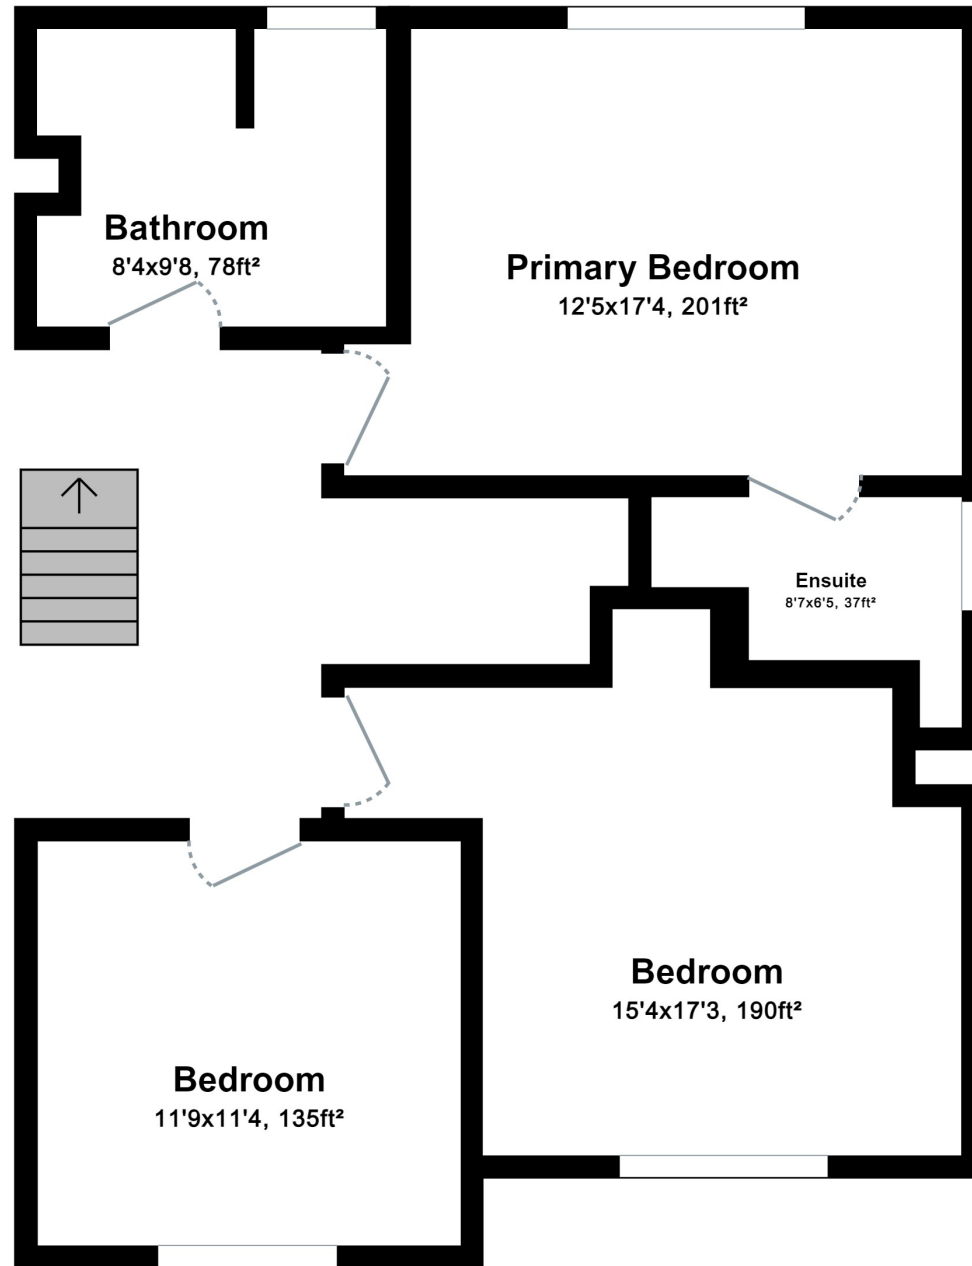 Bathroom
8'4x9'8, 78ft²
Primary Bedroom
12'5x17'4, 201ft²
Ensuite
8'7x6'5, 37ft²
Bedroom
15'4x17'3, 190ft²
Bedroom
11'9x11'4, 135ft²